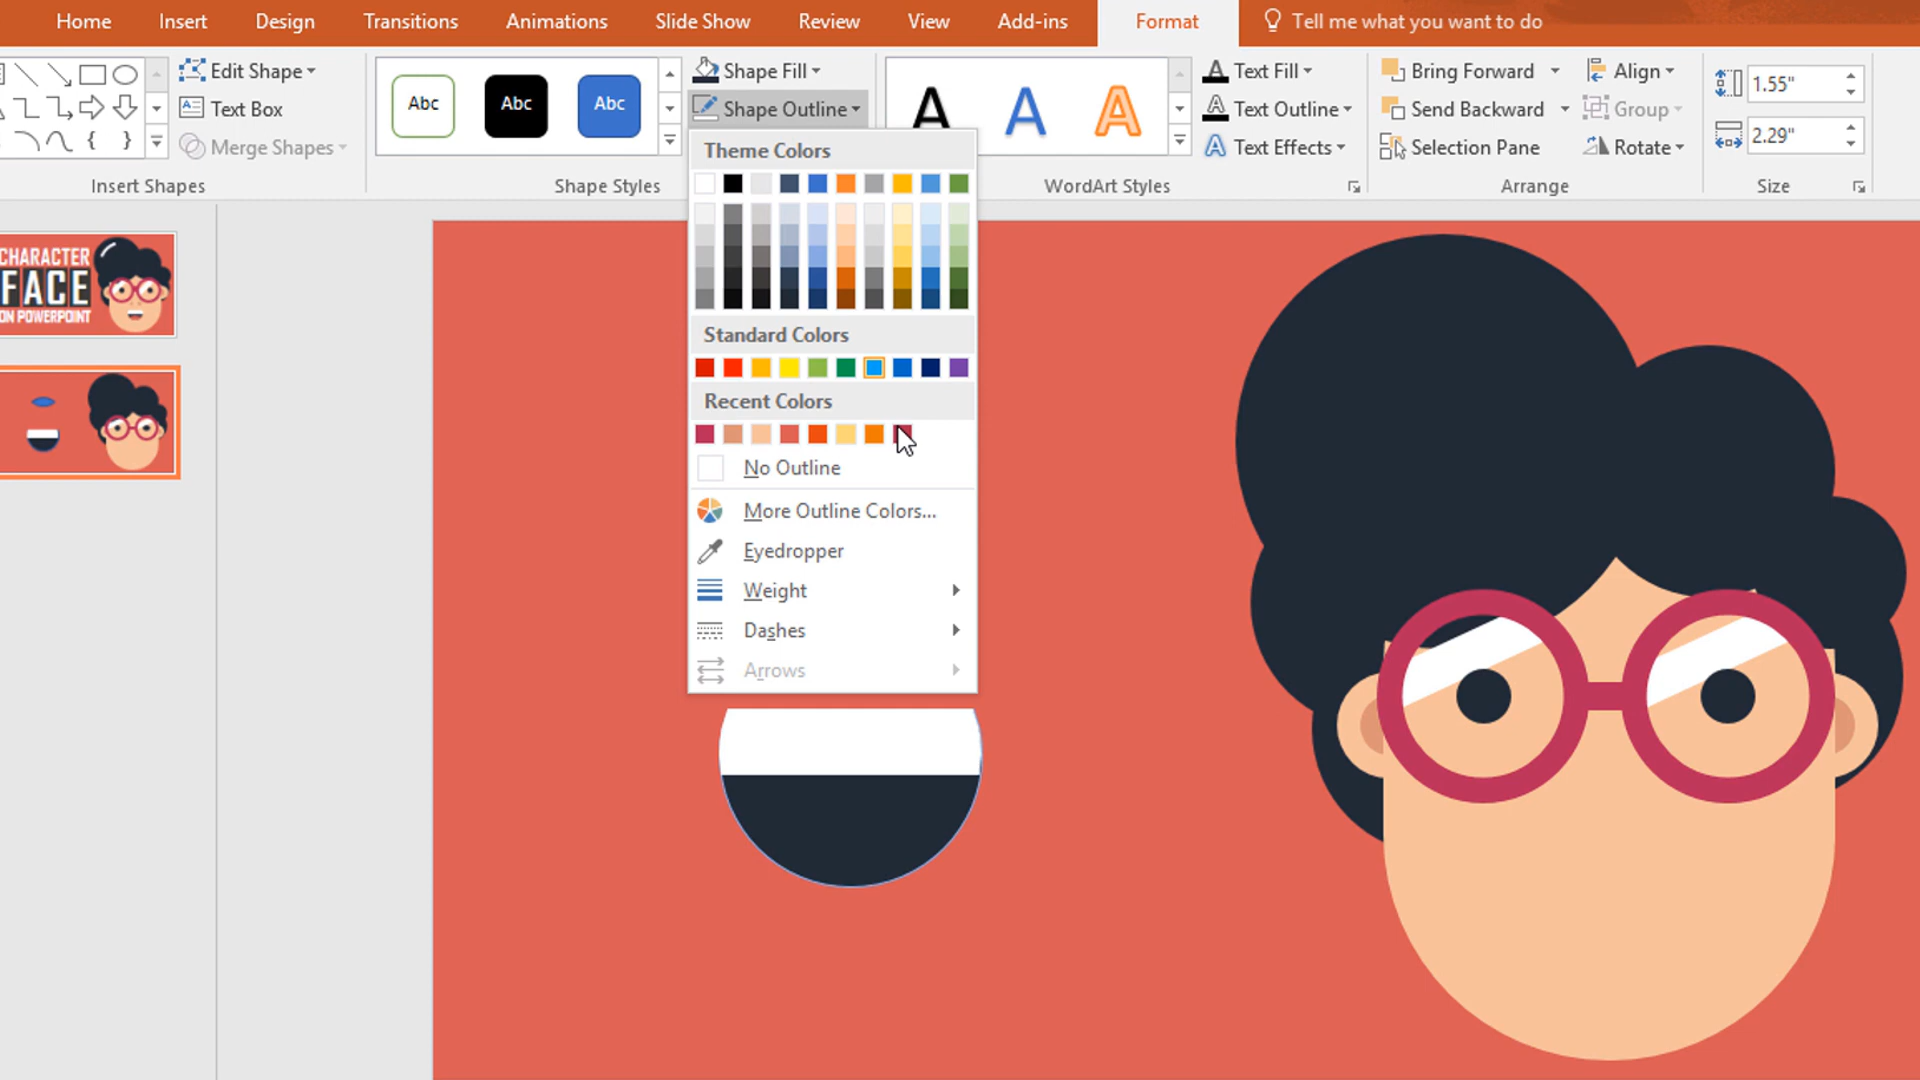 Home Insert Design Transitions Animations Slide Show Review View Add-ins Format Tell me what you want to do
Edit Shape
Text Box
Merge Shapes
Insert Shapes
Abc Abc Abc
Shape Styles
Shape Fill
Shape Outline
A A A
WordArt Styles
Text Fill
Text Outline
Text Effects
Bring Forward
Send Backward
Selection Pane
Arrange
Align
Group
Rotate
1.55"
2.29"
Size
Theme Colors
Standard Colors
Recent Colors
No Outline
More Outline Colors...
Eyedropper
Weight
Dashes
Arrows
CHARACTER
FACE
ON POWERPOINT